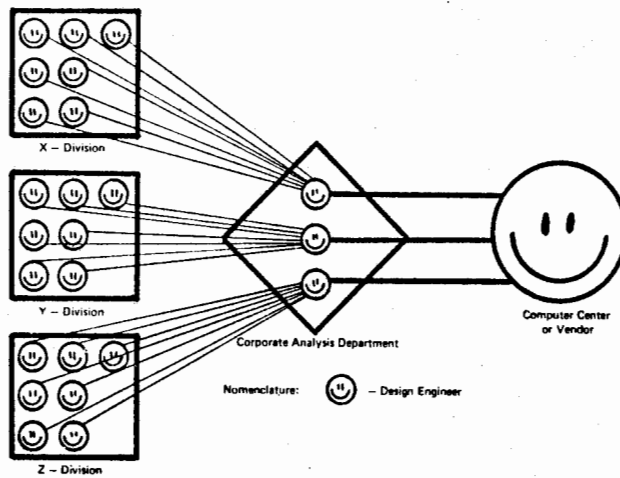 X – Division
Y – Division
Computer Center
or Vendor
Corporate Analysis Department
Nomenclature: – Design Engineer
Z – Division